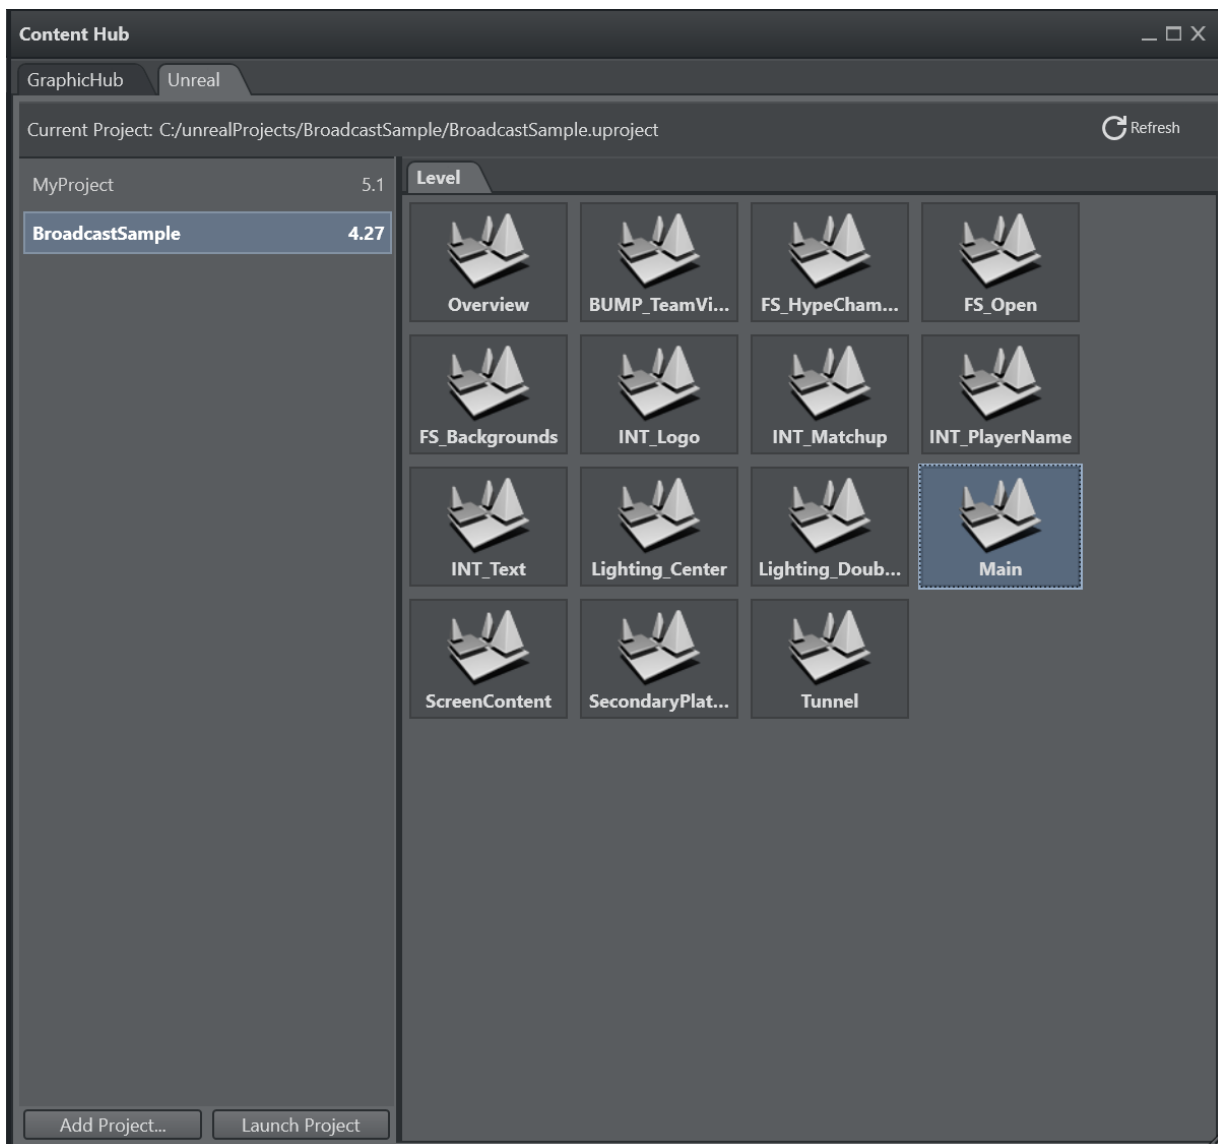 Content Hub
GraphicHub Unreal
Current Project: C:/unrealProjects/BroadcastSample/BroadcastSample.uproject Refresh
MyProject 5.1
BroadcastSample 4.27
Level
Overview BUMP_TeamVi... FS_HypeCham... FS_Open
FS_Backgrounds INT_Logo INT_Matchup INT_PlayerName
INT_Text Lighting_Center Lighting_Doub... Main
ScreenContent SecondaryPlat... Tunnel
Add Project... Launch Project